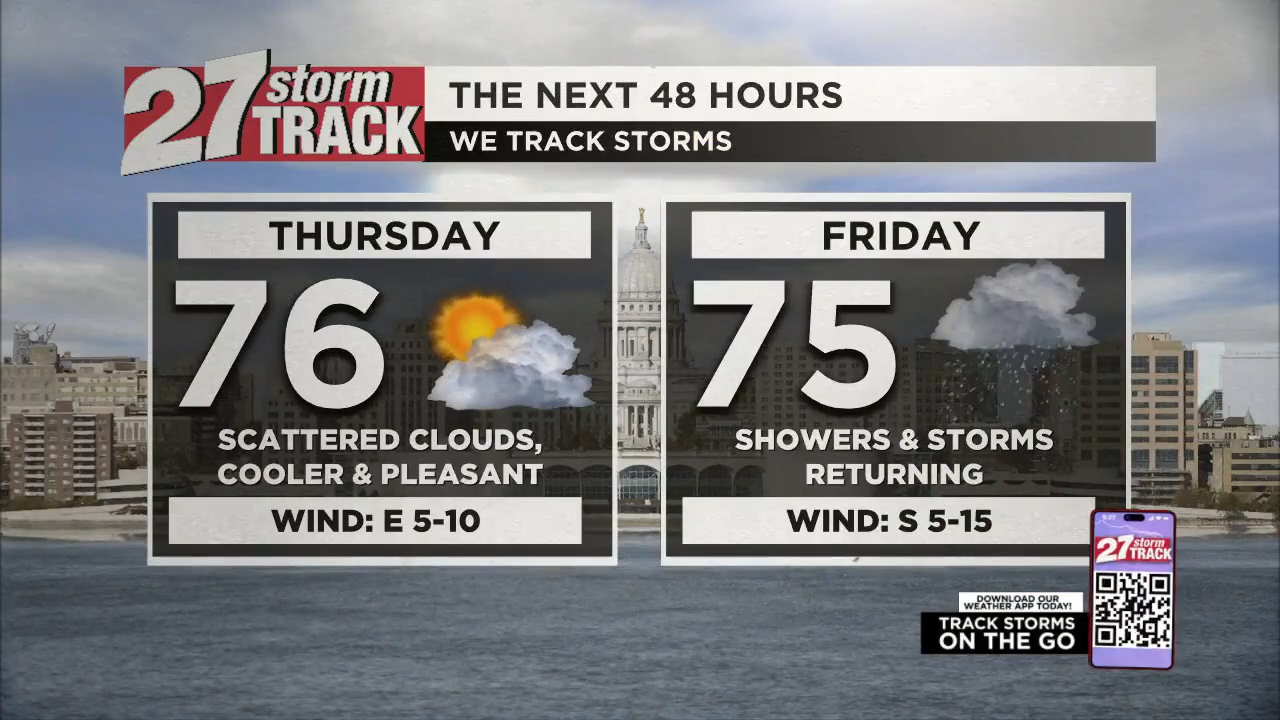 27 storm TRACK
THE NEXT 48 HOURS
WE TRACK STORMS
THURSDAY
76
SCATTERED CLOUDS,
COOLER & PLEASANT
WIND: E 5-10
FRIDAY
75
SHOWERS & STORMS
RETURNING
WIND: S 5-15
DOWNLOAD OUR
WEATHER APP TODAY!
TRACK STORMS
ON THE GO
27 storm TRACK